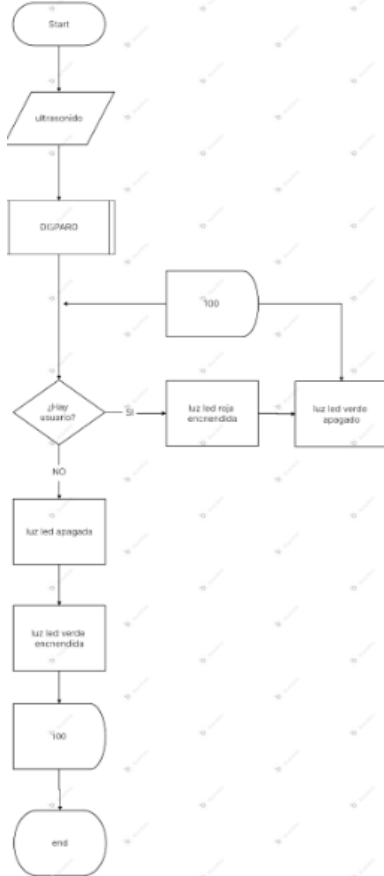 Start
ultrasonido
DISPARO
100
¿Hay
usuario?
SI
luz led roja
encnendida
luz led verde
apagado
NO
luz led apagada
luz led verde
encnendida
100
end